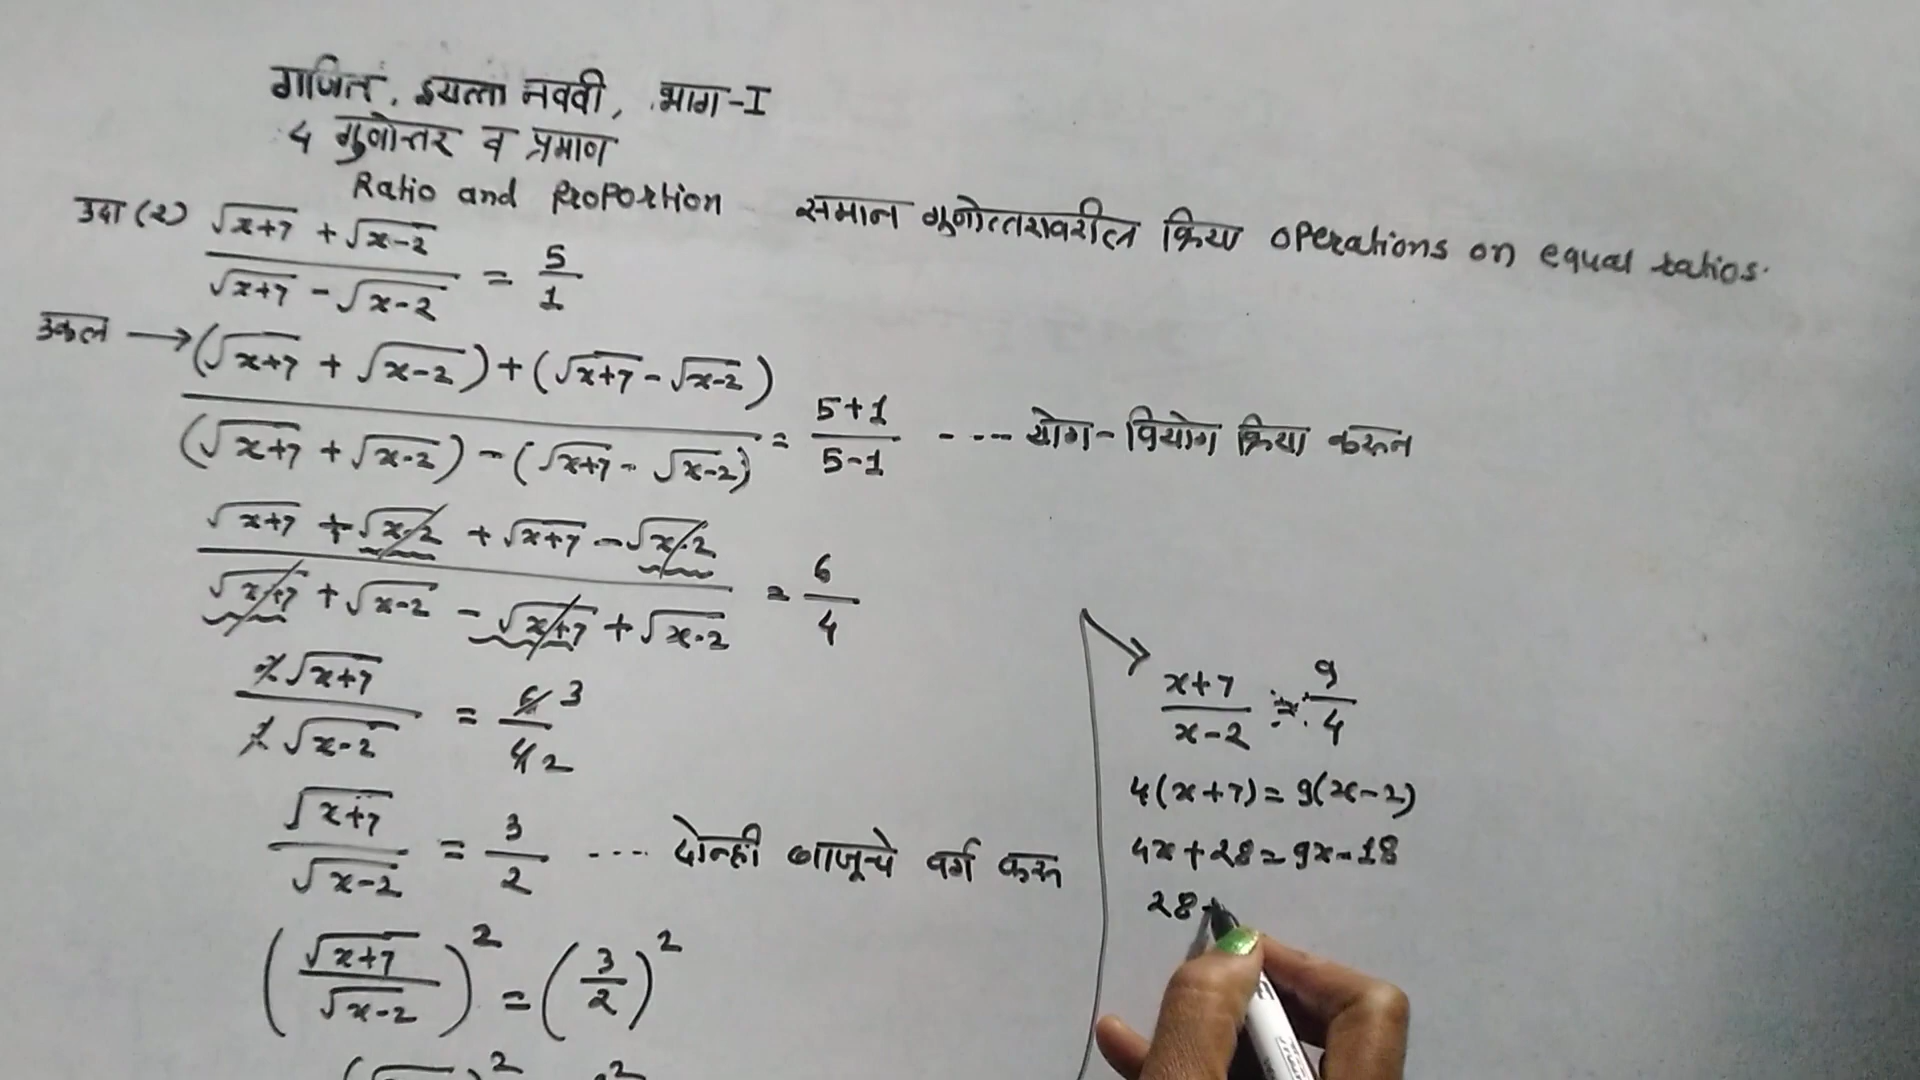 गणित, इयत्ता नववी, भाग-I
4 गुणोत्तर व प्रमाण
Ratio and Proportion
समान गुणोत्तरावरील क्रिया operations on equal ratios.
उदा (२) (√(x+7) + √(x-2)) / (√(x+7) - √(x-2)) = 5/1
उकल → ((√(x+7) + √(x-2)) + (√(x+7) - √(x-2))) / ((√(x+7) + √(x-2)) - (√(x+7) - √(x-2))) = (5+1)/(5-1) ---- योग-वियोग क्रिया करून
(√(x+7) + √(x-2) + √(x+7) - √(x-2)) / (√(x+7) + √(x-2) - √(x+7) + √(x-2)) = 6/4
2√(x+7) / 2√(x-2) = 6 3 / 4 2
√(x+7) / √(x-2) = 3/2 ---- दोन्ही बाजूचे वर्ग करू
(√(x+7) / √(x-2))² = (3/2)²
(x+7)/(x-2) = 9/4
4(x+7) = 9(x-2)
4x + 28 = 9x - 18
28